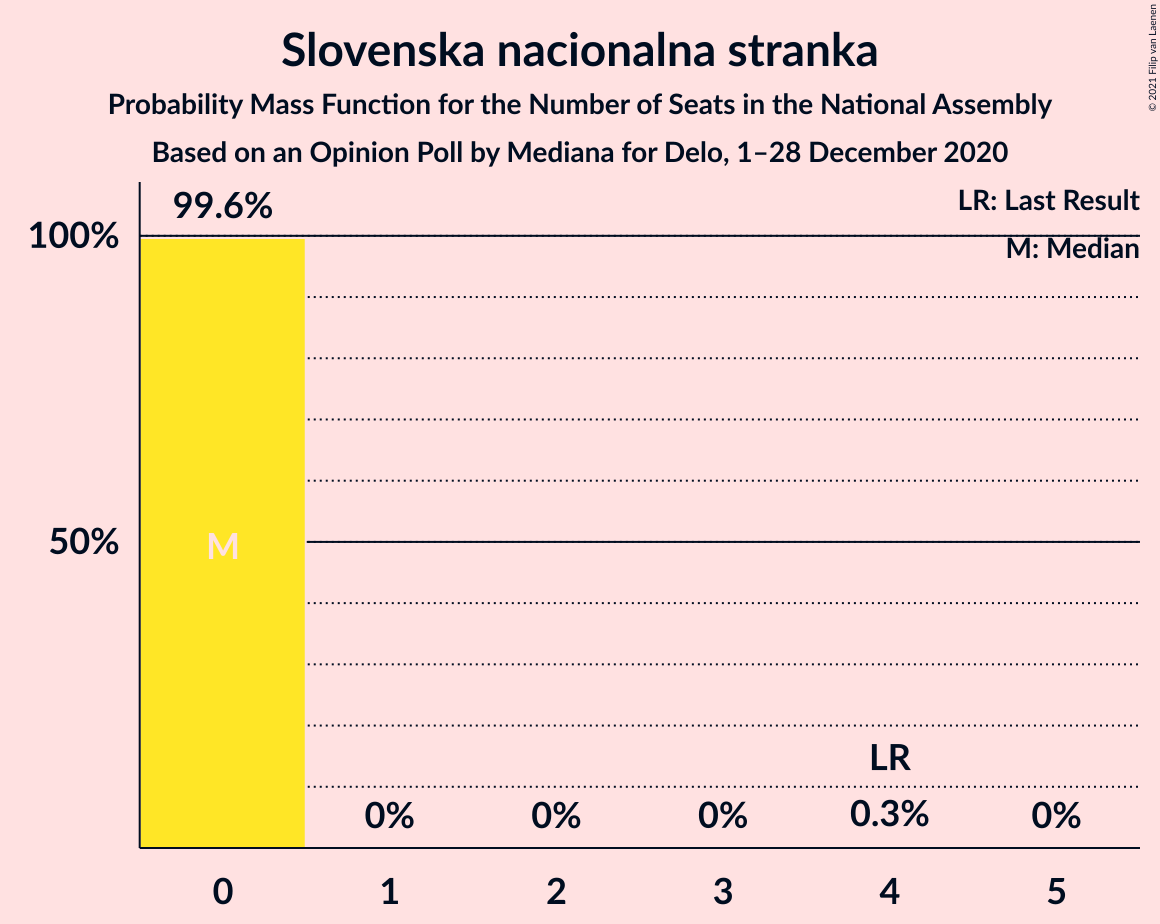 Slovenska nacionalna stranka
Probability Mass Function for the Number of Seats in the National Assembly
Based on an Opinion Poll by Mediana for Delo, 1–28 December 2020
© 2021 Filip van Laenen
LR: Last Result
M: Median
99.6%
100%
50%
M
LR
0%
0%
0%
0.3%
0%
0
1
2
3
4
5